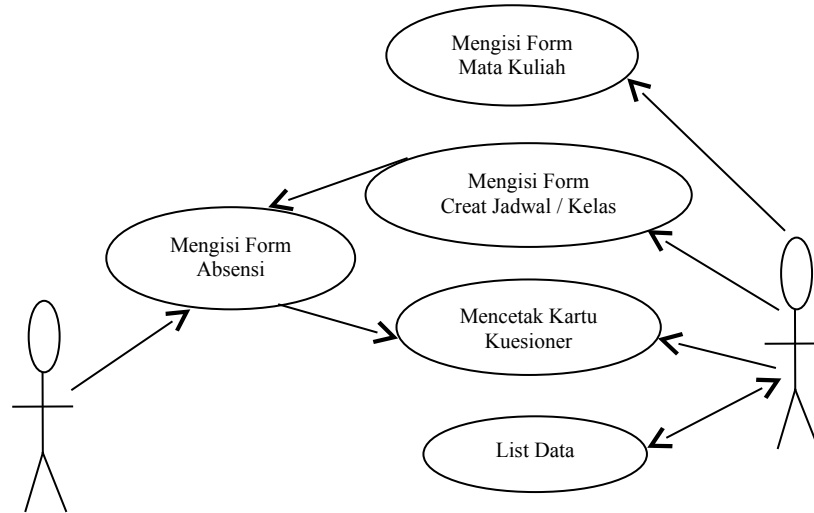 Mengisi Form
Mata Kuliah
Mengisi Form
Creat Jadwal / Kelas
Mengisi Form
Absensi
Mencetak Kartu
Kuesioner
List Data